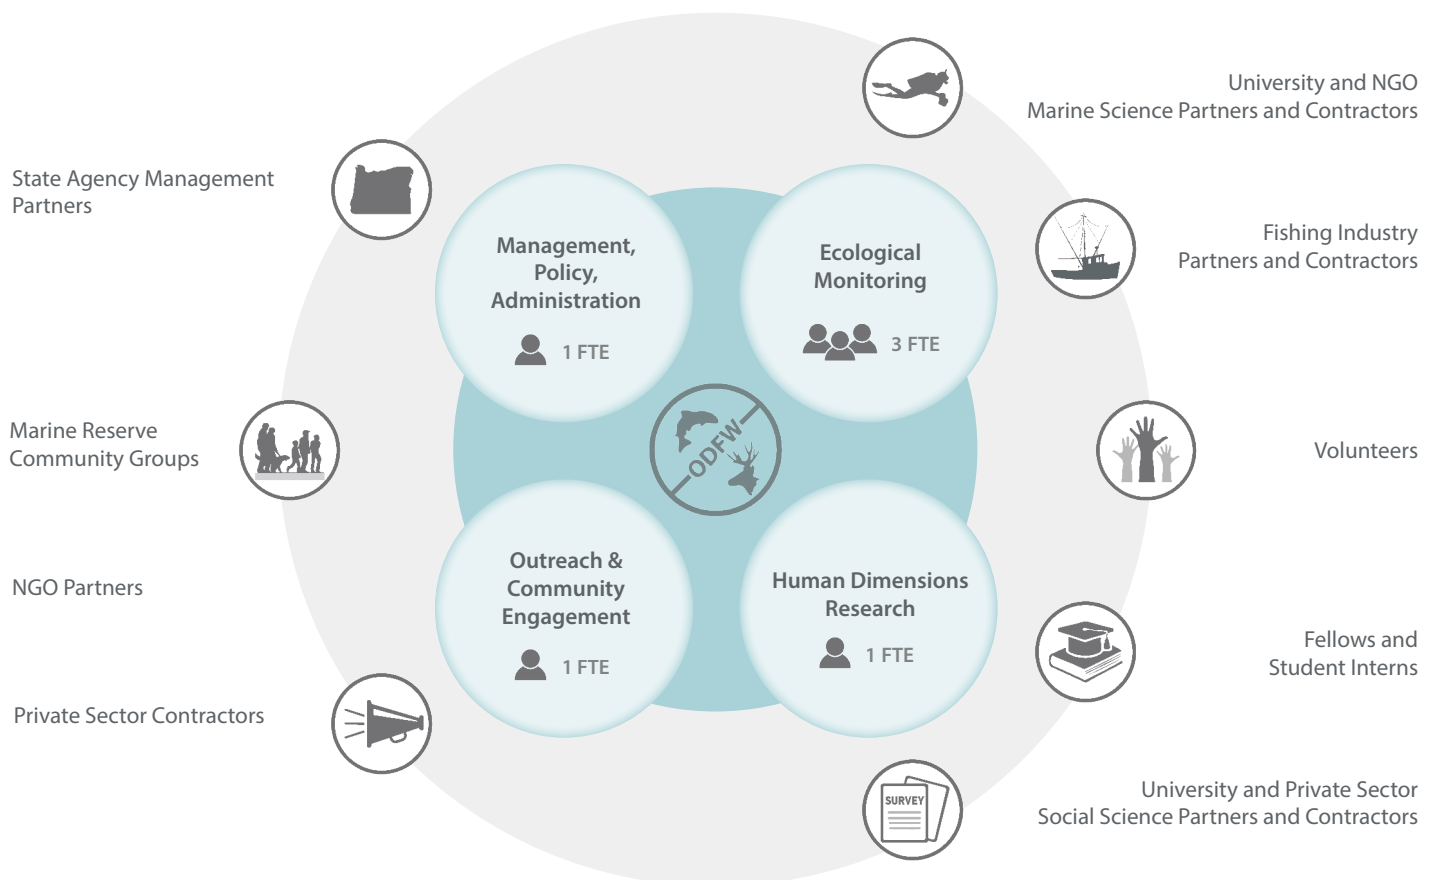 University and NGO
Marine Science Partners and Contractors
State Agency Management
Partners
Fishing Industry
Partners and Contractors
Management,
Policy,
Administration
1 FTE
Ecological
Monitoring
3 FTE
ODFW
Marine Reserve
Community Groups
Volunteers
NGO Partners
Outreach &
Community
Engagement
1 FTE
Human Dimensions
Research
1 FTE
Fellows and
Student Interns
Private Sector Contractors
SURVEY
University and Private Sector
Social Science Partners and Contractors